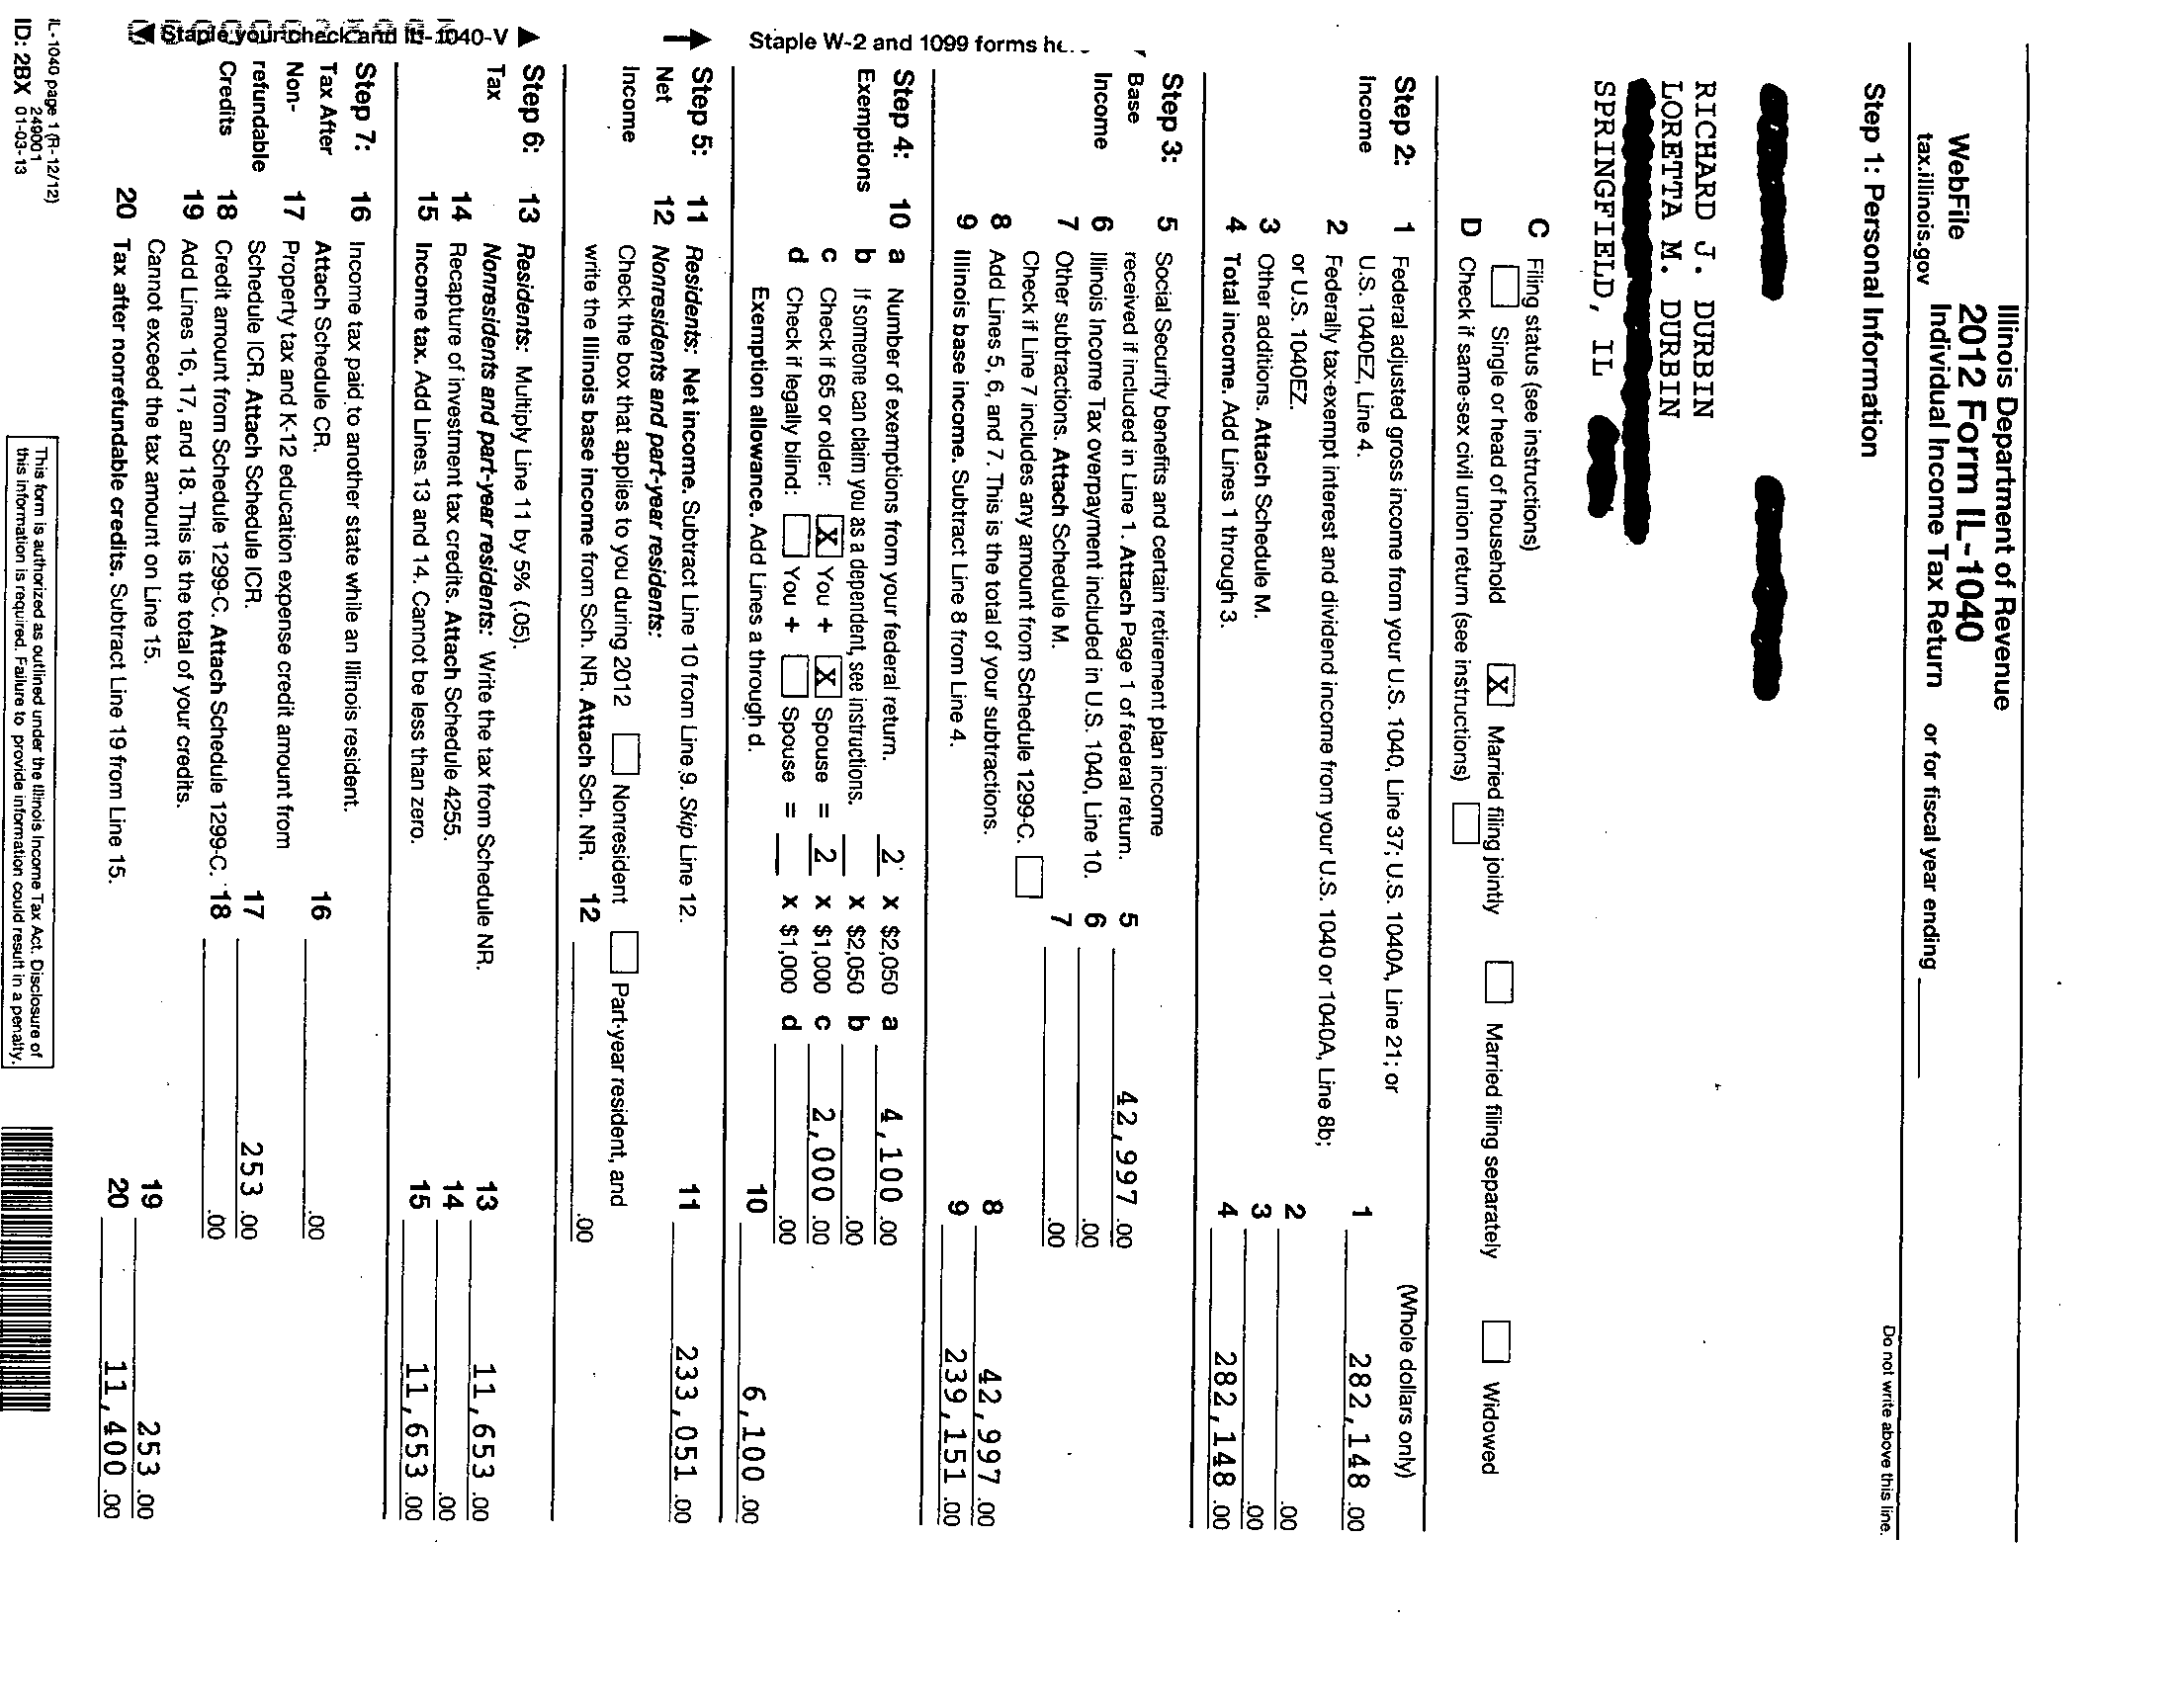 Illinois Department of Revenue
2012 Form IL-1040
WebFile
tax.illinois.gov Individual Income Tax Return or for fiscal year ending
Do not write above this line.
Step 1: Personal Information
RICHARD J. DURBIN
LORETTA M. DURBIN
SPRINGFIELD, IL
C Filing status (see instructions)
Single or head of household X Married filing jointly Married filing separately Widowed
D Check if same-sex civil union return (see instructions)
(Whole dollars only)
Step 2: 1 Federal adjusted gross income from your U.S. 1040, Line 37; U.S. 1040A, Line 21; or
Income U.S. 1040EZ, Line 4. 1 282,148 .00
2 Federally tax-exempt interest and dividend income from your U.S. 1040 or 1040A, Line 8b;
or U.S. 1040EZ. 2 .00
3 Other additions. Attach Schedule M. 3 .00
4 Total income. Add Lines 1 through 3. 4 282,148 .00
Step 3: 5 Social Security benefits and certain retirement plan income
Base received if included in Line 1. Attach Page 1 of federal return. 5 42,997 .00
Income 6 Illinois Income Tax overpayment included in U.S. 1040, Line 10. 6 .00
7 Other subtractions. Attach Schedule M. 7 .00
Check if Line 7 includes any amount from Schedule 1299-C.
8 Add Lines 5, 6, and 7. This is the total of your subtractions. 8 42,997 .00
9 Illinois base income. Subtract Line 8 from Line 4. 9 239,151 .00
Staple W-2 and 1099 forms
Step 4: 10 a Number of exemptions from your federal return. 2 x $2,050 a 4,100 .00
Exemptions b If someone can claim you as a dependent, see instructions. x $2,050 b .00
c Check if 65 or older: X You + X Spouse = 2 x $1,000 c 2,000 .00
d Check if legally blind: You + Spouse = x $1,000 d .00
Exemption allowance. Add Lines a through d. 10 6,100 .00
Step 5: 11 Residents: Net income. Subtract Line 10 from Line 9. Skip Line 12. 11 233,051 .00
Net 12 Nonresidents and part-year residents:
Income Check the box that applies to you during 2012 Nonresident Part-year resident, and
write the Illinois base income from Sch. NR. Attach Sch. NR. 12 .00
Step 6: 13 Residents: Multiply Line 11 by 5% (.05).
Tax Nonresidents and part-year residents: Write the tax from Schedule NR. 13 11,653 .00
14 Recapture of investment tax credits. Attach Schedule 4255. 14 .00
15 Income tax. Add Lines 13 and 14. Cannot be less than zero. 15 11,653 .00
Staple your check and IL-1040-V
Step 7: 16 Income tax paid to another state while an Illinois resident.
Tax After Attach Schedule CR. 16 .00
Non- 17 Property tax and K-12 education expense credit amount from
refundable Schedule ICR. Attach Schedule ICR. 17 253 .00
Credits 18 Credit amount from Schedule 1299-C. Attach Schedule 1299-C. 18 .00
19 Add Lines 16, 17, and 18. This is the total of your credits.
Cannot exceed the tax amount on Line 15. 19 253 .00
20 Tax after nonrefundable credits. Subtract Line 19 from Line 15. 20 11,400 .00
IL-1040 page 1 (R-12/12)
249001
ID: 2BX 01-03-13
This form is authorized as outlined under the Illinois Income Tax Act. Disclosure of
this information is required. Failure to provide information could result in a penalty.